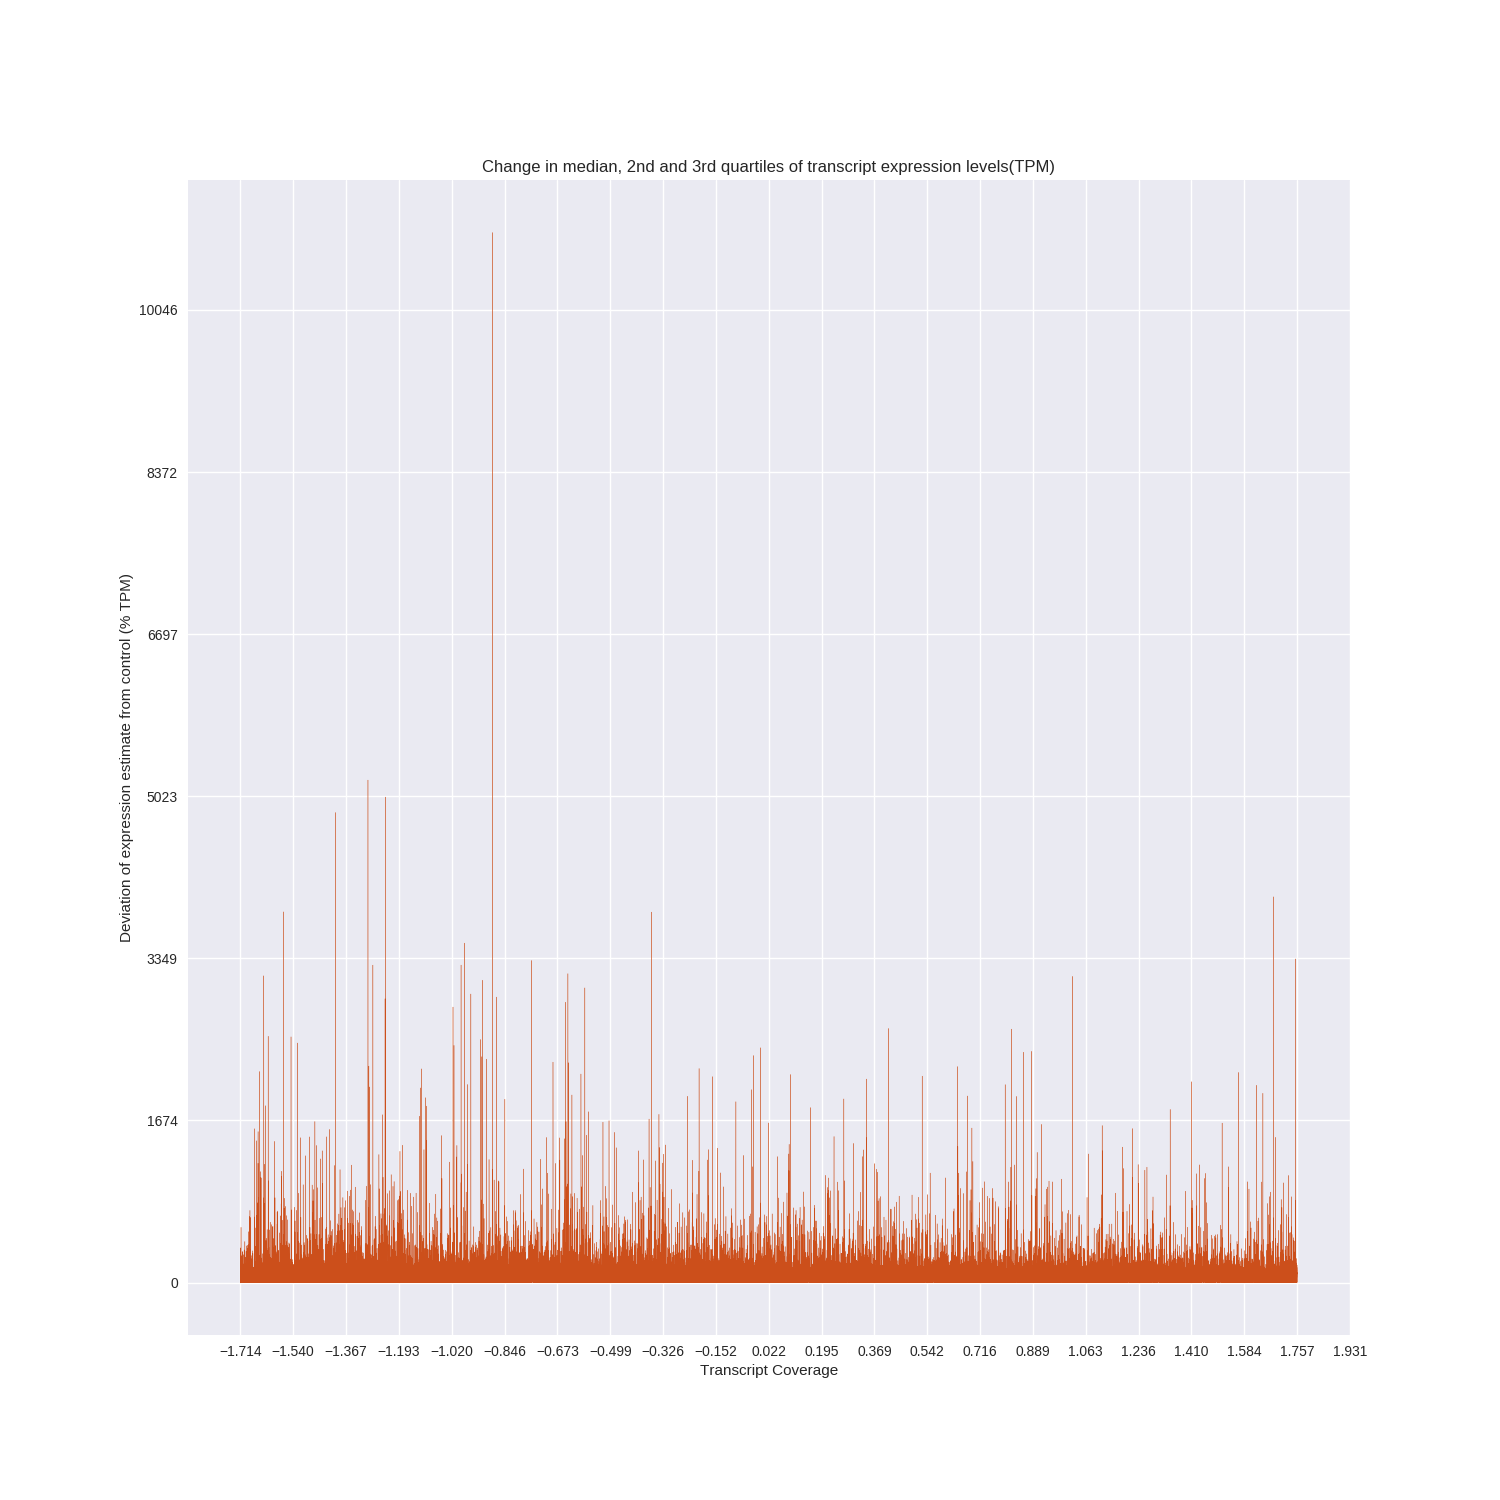 Change in median, 2nd and 3rd quartiles of transcript expression levels(TPM)
10046
8372
6697
5023
3349
1674
0
Deviation of expression estimate from control (% TPM)
−1.714 −1.540 −1.367 −1.193 −1.020 −0.846 −0.673 −0.499 −0.326 −0.152 0.022 0.195 0.369 0.542 0.716 0.889 1.063 1.236 1.410 1.584 1.757 1.931
Transcript Coverage